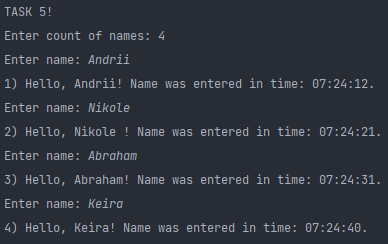 TASK 5!
Enter count of names: 4
Enter name: Andrii
1) Hello, Andrii! Name was entered in time: 07:24:12.
Enter name: Nikole
2) Hello, Nikole ! Name was entered in time: 07:24:21.
Enter name: Abraham
3) Hello, Abraham! Name was entered in time: 07:24:31.
Enter name: Keira
4) Hello, Keira! Name was entered in time: 07:24:40.